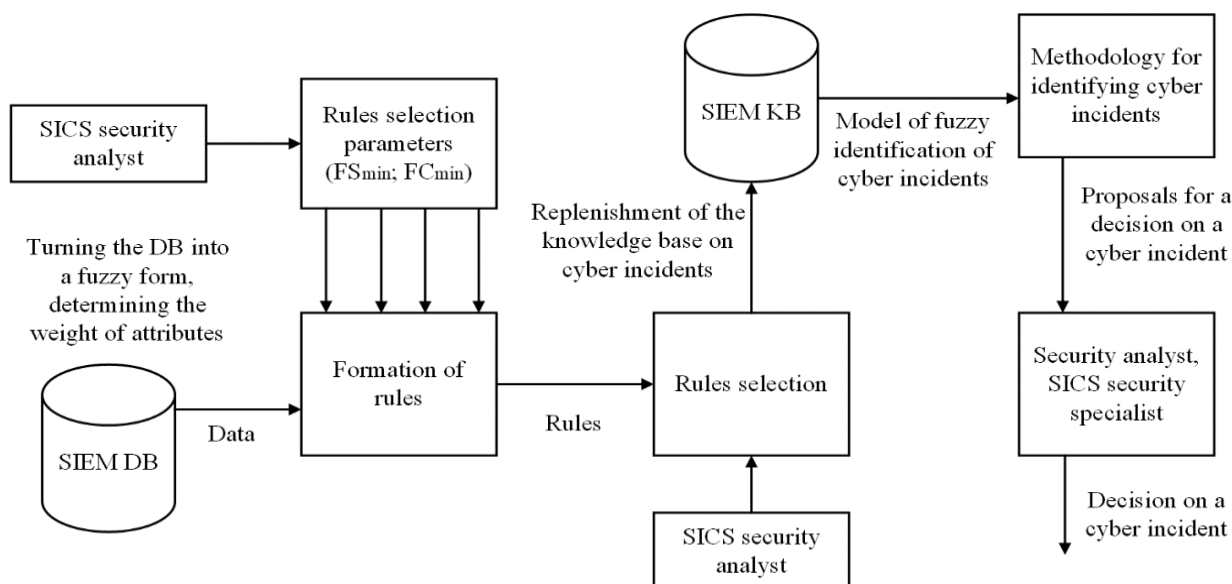 SICS security
analyst
Rules selection
parameters
(FSmin; FCmin)
SIEM KB
Model of fuzzy
identification of
cyber incidents
Methodology for
identifying cyber
incidents
Turning the DB into
a fuzzy form,
determining the
weight of attributes
Replenishment of the
knowledge base on
cyber incidents
Proposals for a
decision on a
cyber incident
SIEM DB
Data
Formation of
rules
Rules
Rules selection
Security analyst,
SICS security
specialist
SICS security
analyst
Decision on a
cyber incident